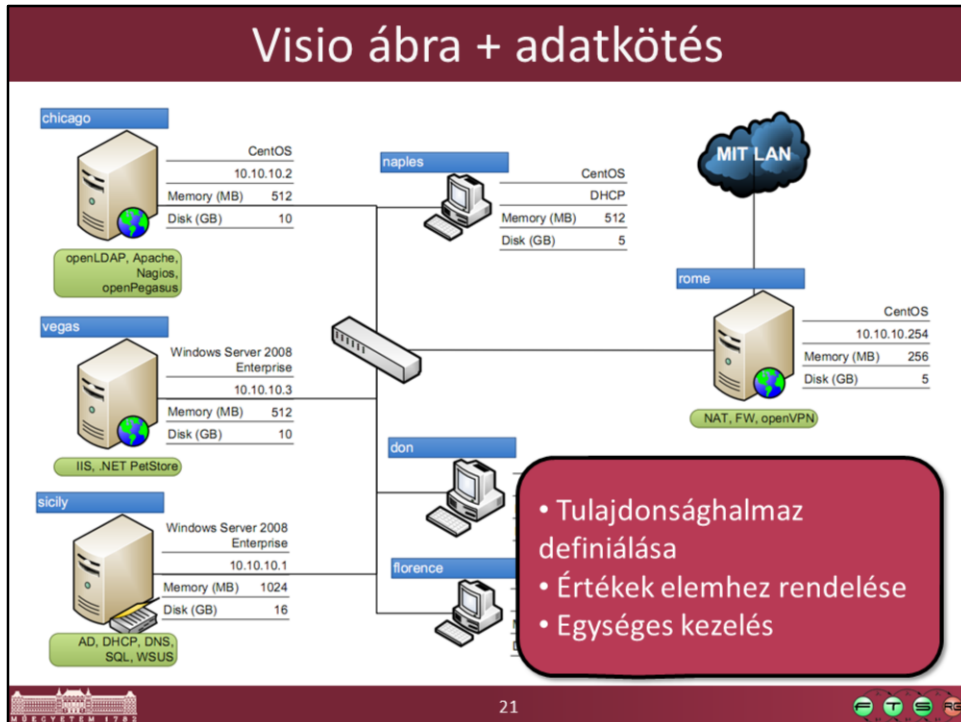 Visio ábra + adatkötés
chicago
CentOS
10.10.10.2
Memory (MB) 512
Disk (GB) 10
openLDAP, Apache,
Nagios,
openPegasus
naples
CentOS
DHCP
Memory (MB) 512
Disk (GB) 5
MIT LAN
rome
CentOS
10.10.10.254
Memory (MB) 256
Disk (GB) 5
NAT, FW, openVPN
vegas
Windows Server 2008
Enterprise
10.10.10.3
Memory (MB) 512
Disk (GB) 10
IIS, .NET PetStore
sicily
Windows Server 2008
Enterprise
10.10.10.1
Memory (MB) 1024
Disk (GB) 16
AD, DHCP, DNS,
SQL, WSUS
don
florence
• Tulajdonsághalmaz
definiálása
• Értékek elemhez rendelése
• Egységes kezelés
MŰEGYETEM 1782
21
F T S RG